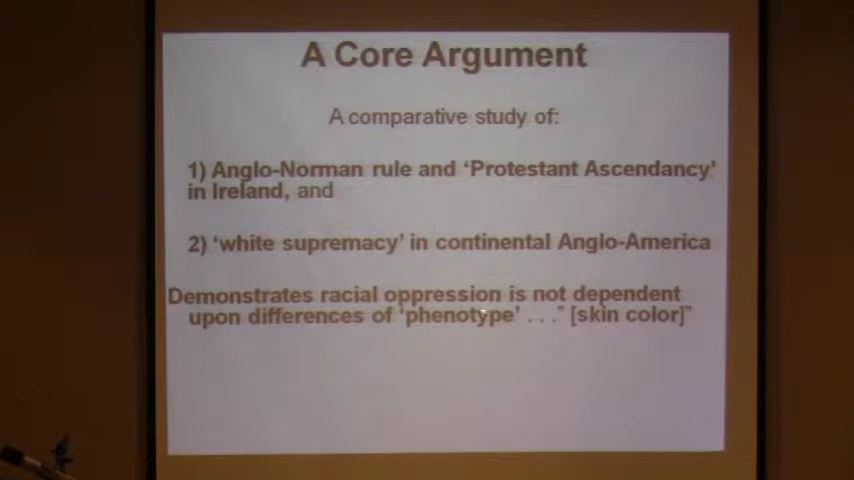 A Core Argument
A comparative study of:
1) Anglo-Norman rule and ‘Protestant Ascendancy’
in Ireland, and
2) ‘white supremacy’ in continental Anglo-America
Demonstrates racial oppression is not dependent
upon differences of ‘phenotype’ . . .” [skin color]”